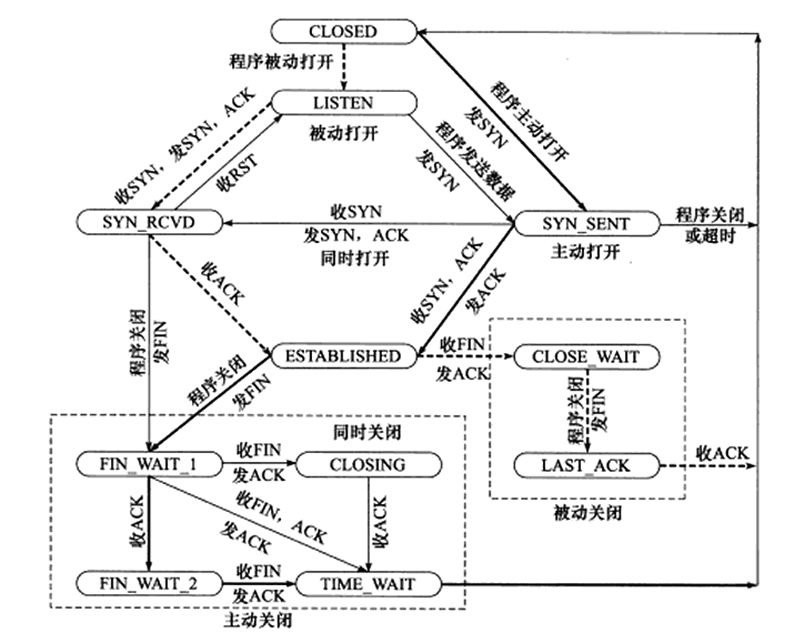 CLOSED
程序被动打开
LISTEN
被动打开
收SYN，发SYN，ACK
收RST
程序主动打开
发SYN
程序发送数据
发SYN
SYN_RCVD
收SYN
发SYN，ACK
同时打开
SYN_SENT
主动打开
程序关闭
或超时
收ACK
收SYN，ACK
发ACK
程序关闭
发FIN
ESTABLISHED
收FIN
发ACK
CLOSE_WAIT
程序关闭
发FIN
程序关闭
发FIN
LAST_ACK
收ACK
被动关闭
同时关闭
FIN_WAIT_1
收FIN
发ACK
CLOSING
收ACK
收FIN，ACK
发ACK
收ACK
FIN_WAIT_2
收FIN
发ACK
TIME_WAIT
主动关闭